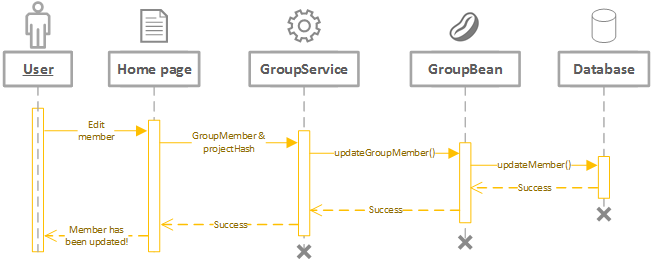 User
Home page
GroupService
GroupBean
Database
Edit
member
GroupMember &
projectHash
updateGroupMember()
updateMember()
Success
Success
Success
Member has
been updated!